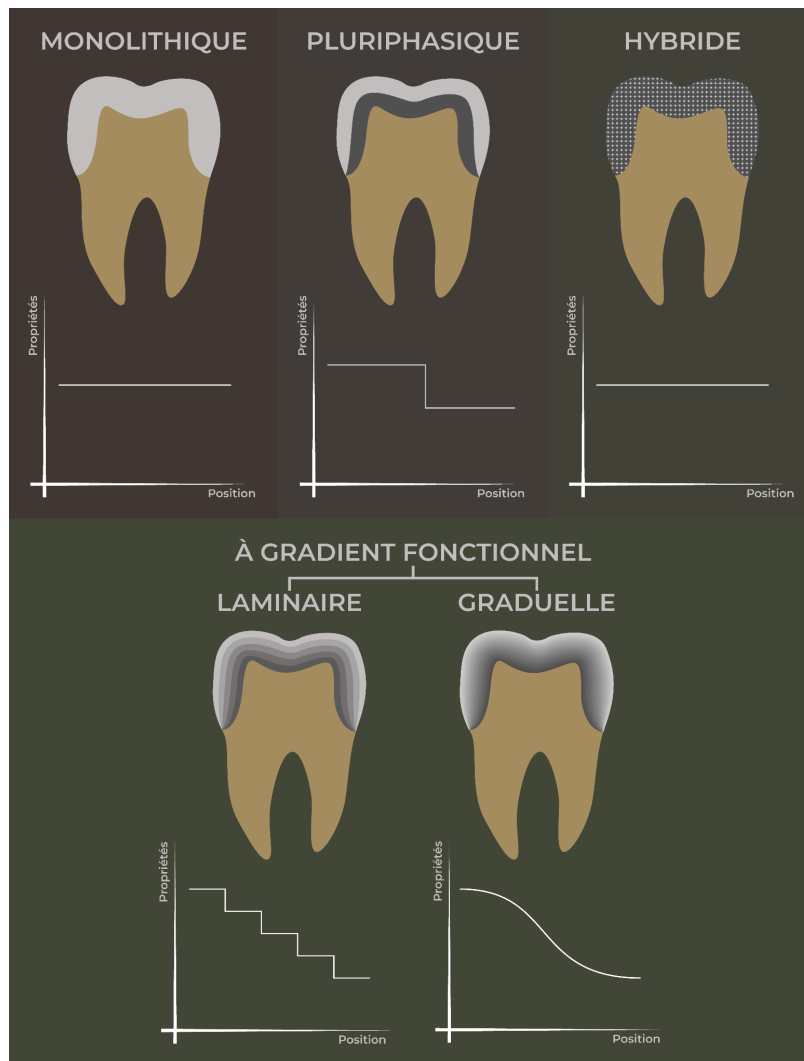 MONOLITHIQUE
PLURIPHASIQUE
HYBRIDE
Propriétés
Position
Propriétés
Position
Propriétés
Position
À GRADIENT FONCTIONNEL
LAMINAIRE
GRADUELLE
Propriétés
Position
Propriétés
Position